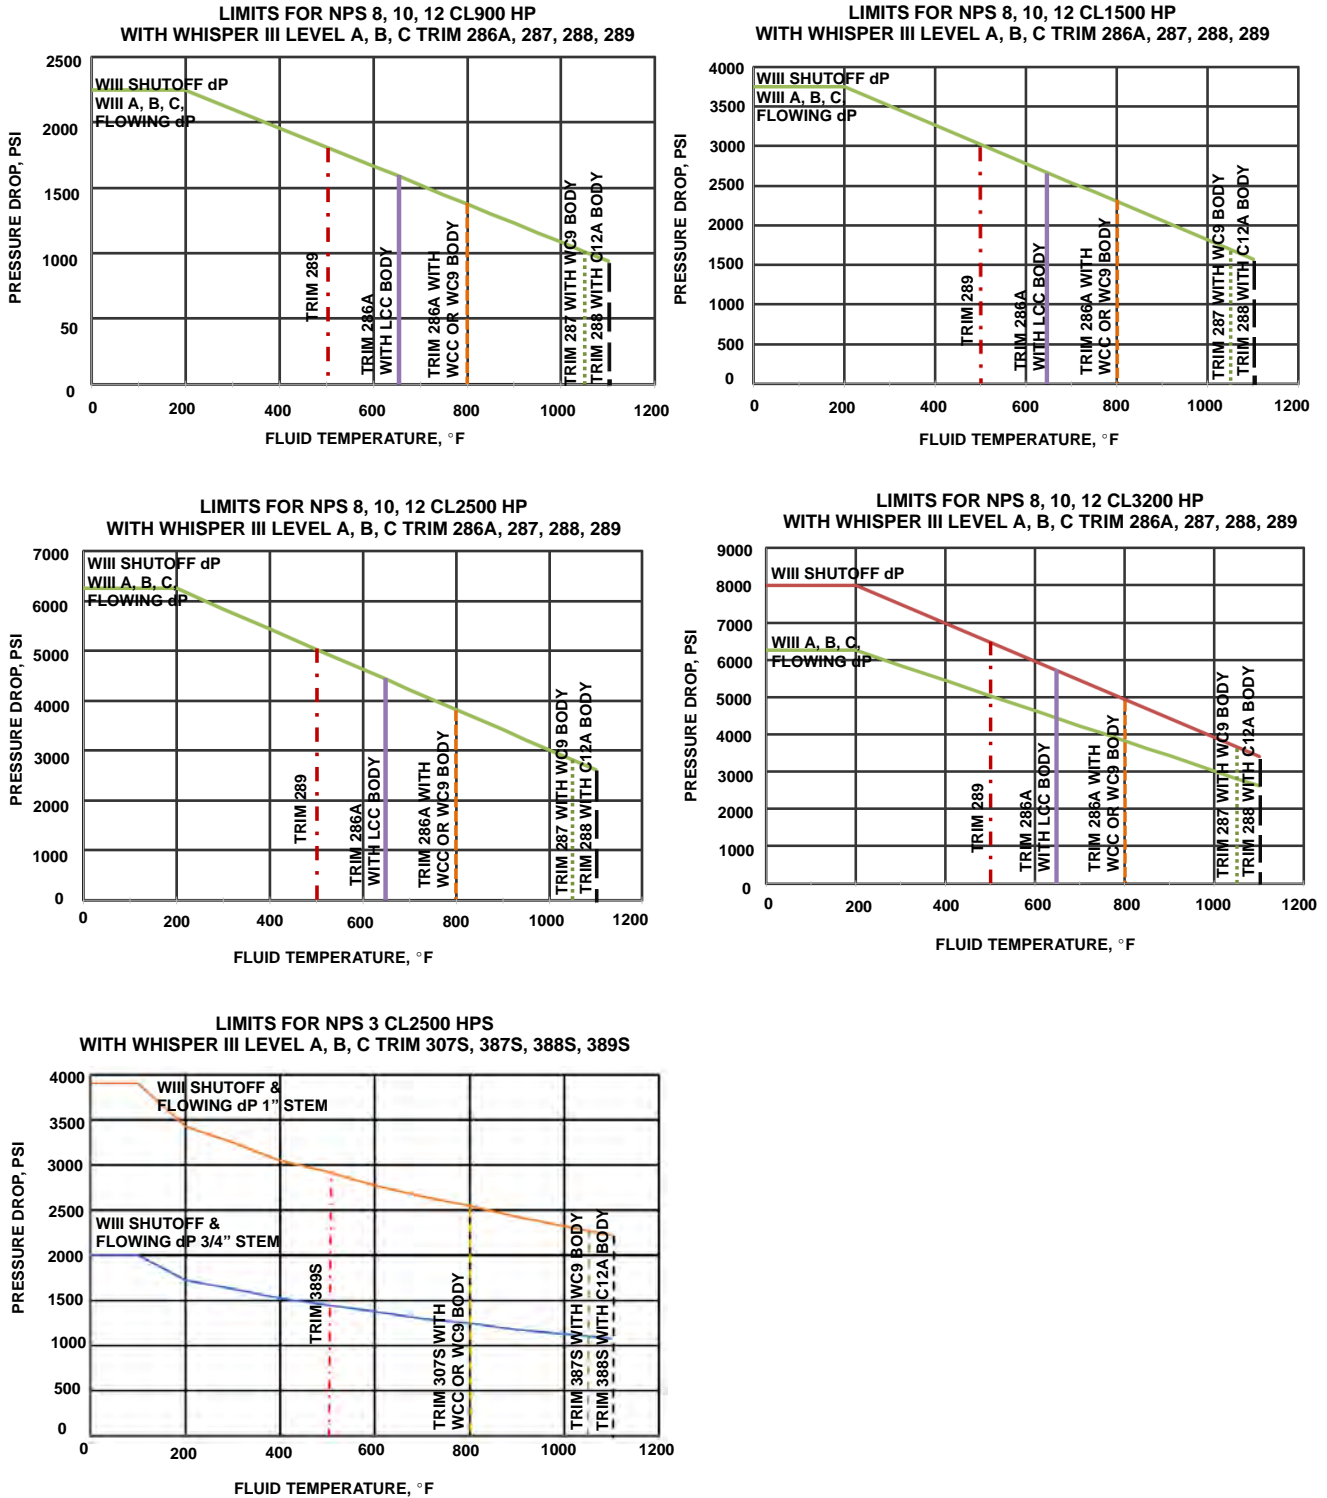 LIMITS FOR NPS 8, 10, 12 CL900 HP
WITH WHISPER III LEVEL A, B, C TRIM 286A, 287, 288, 289
PRESSURE DROP, PSI
2500
2000
1500
1000
50
0
WIII SHUTOFF dP
WIII A, B, C,
FLOWING dP
TRIM 289
TRIM 286A
WITH LCC BODY
TRIM 286A WITH
WCC OR WC9 BODY
TRIM 287 WITH WC9 BODY
TRIM 288 WITH C12A BODY
0
200
400
600
800
1000
1200
FLUID TEMPERATURE, °F
LIMITS FOR NPS 8, 10, 12 CL1500 HP
WITH WHISPER III LEVEL A, B, C TRIM 286A, 287, 288, 289
PRESSURE DROP, PSI
4000
3500
3000
2500
2000
1500
1000
500
0
WIII SHUTOFF dP
WIII A, B, C,
FLOWING dP
TRIM 289
TRIM 286A
WITH LCC BODY
TRIM 286A WITH
WCC OR WC9 BODY
TRIM 287 WITH WC9 BODY
TRIM 288 WITH C12A BODY
0
200
400
600
800
1000
1200
FLUID TEMPERATURE, °F
LIMITS FOR NPS 8, 10, 12 CL2500 HP
WITH WHISPER III LEVEL A, B, C TRIM 286A, 287, 288, 289
PRESSURE DROP, PSI
7000
6000
5000
4000
3000
2000
1000
0
WIII SHUTOFF dP
WIII A, B, C,
FLOWING dP
TRIM 289
TRIM 286A
WITH LCC BODY
TRIM 286A WITH
WCC OR WC9 BODY
TRIM 287 WITH WC9 BODY
TRIM 288 WITH C12A BODY
0
200
400
600
800
1000
1200
FLUID TEMPERATURE, °F
LIMITS FOR NPS 8, 10, 12 CL3200 HP
WITH WHISPER III LEVEL A, B, C TRIM 286A, 287, 288, 289
PRESSURE DROP, PSI
9000
8000
7000
6000
5000
4000
3000
2000
1000
0
WIII SHUTOFF dP
WIII A, B, C,
FLOWING dP
TRIM 289
TRIM 286A
WITH LCC BODY
TRIM 286A WITH
WCC OR WC9 BODY
TRIM 287 WITH WC9 BODY
TRIM 288 WITH C12A BODY
0
200
400
600
800
1000
1200
FLUID TEMPERATURE, °F
LIMITS FOR NPS 3 CL2500 HPS
WITH WHISPER III LEVEL A, B, C TRIM 307S, 387S, 388S, 389S
PRESSURE DROP, PSI
4000
3500
3000
2500
2000
1500
1000
500
0
WIII SHUTOFF &
FLOWING dP 1” STEM
WIII SHUTOFF &
FLOWING dP 3/4” STEM
TRIM 389S
TRIM 307S WITH
WCC OR WC9 BODY
TRIM 387S WITH WC9 BODY
TRIM 388S WITH C12A BODY
0
200
400
600
800
1000
1200
FLUID TEMPERATURE, °F